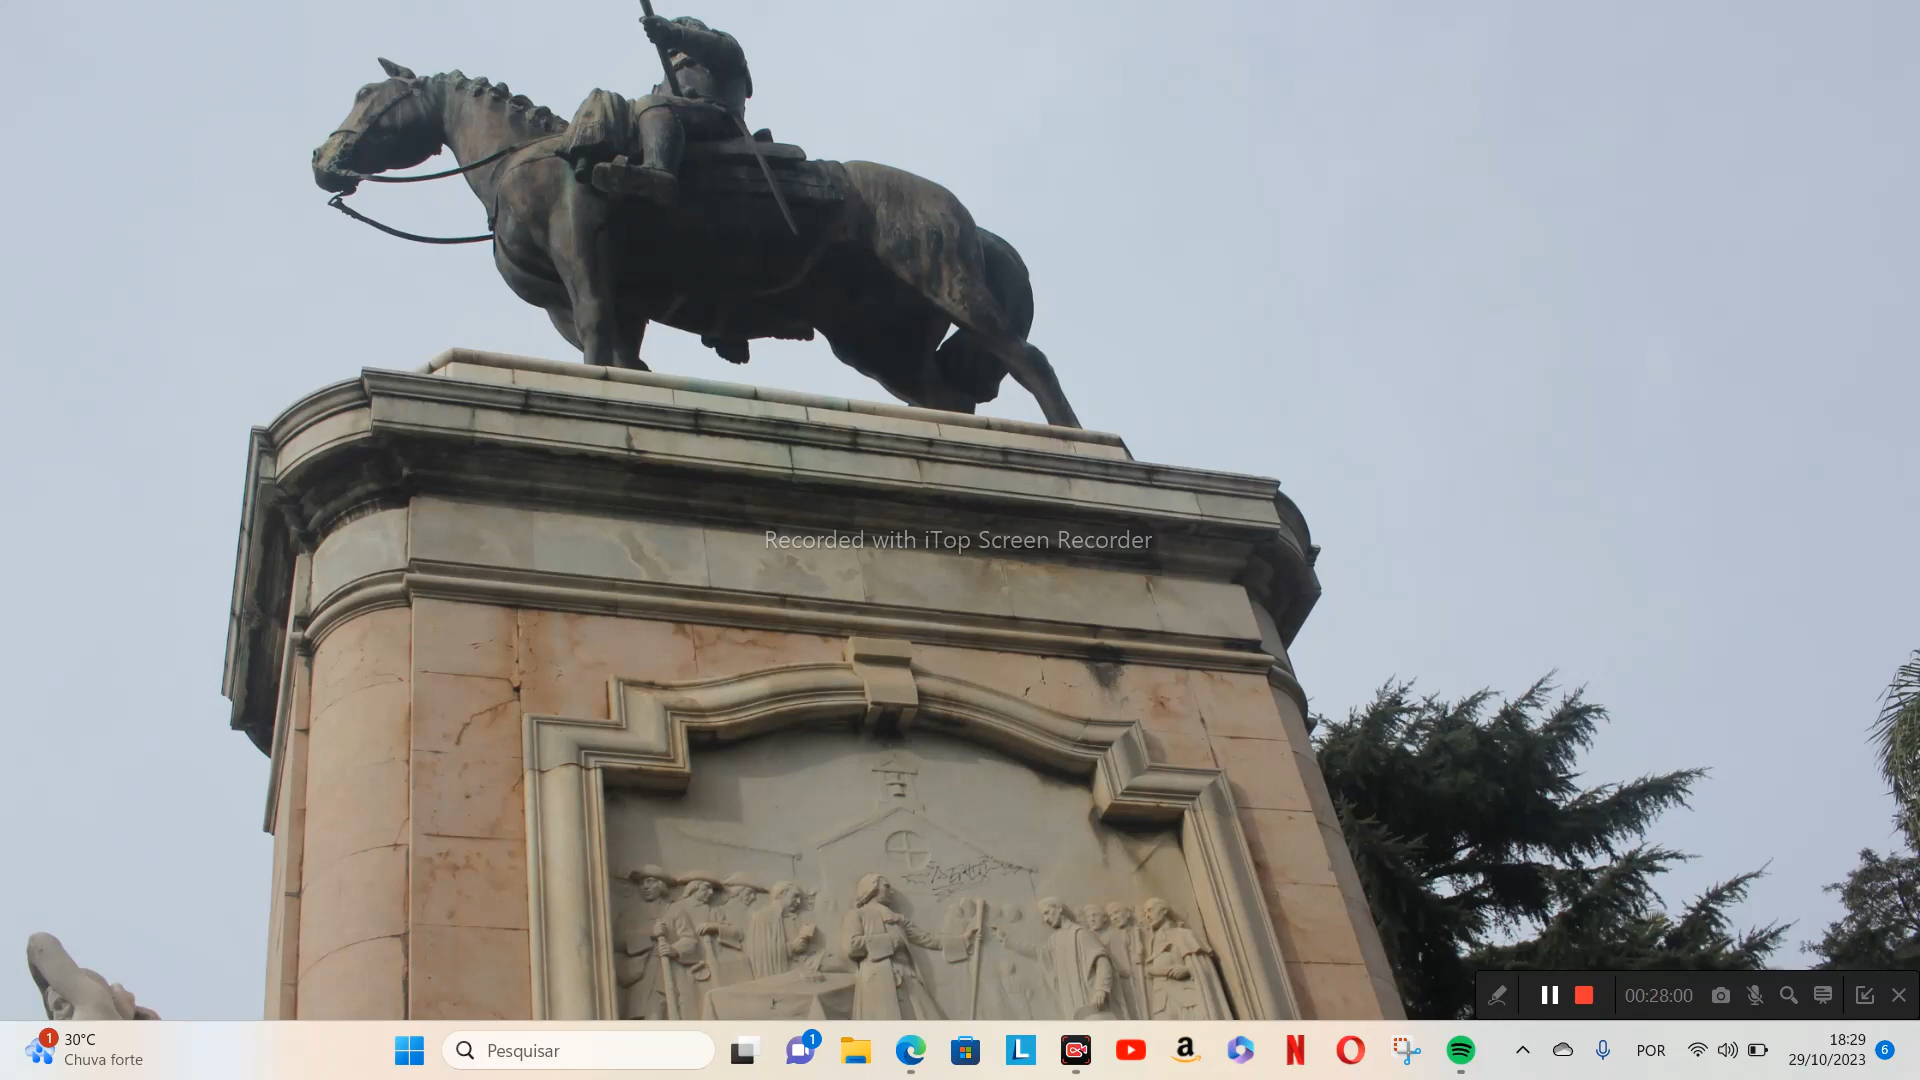 Recorded with iTop Screen Recorder
00:28:00
1
30°C
Chuva forte
Pesquisar
1
L
a
N
POR
18:29
29/10/2023
6